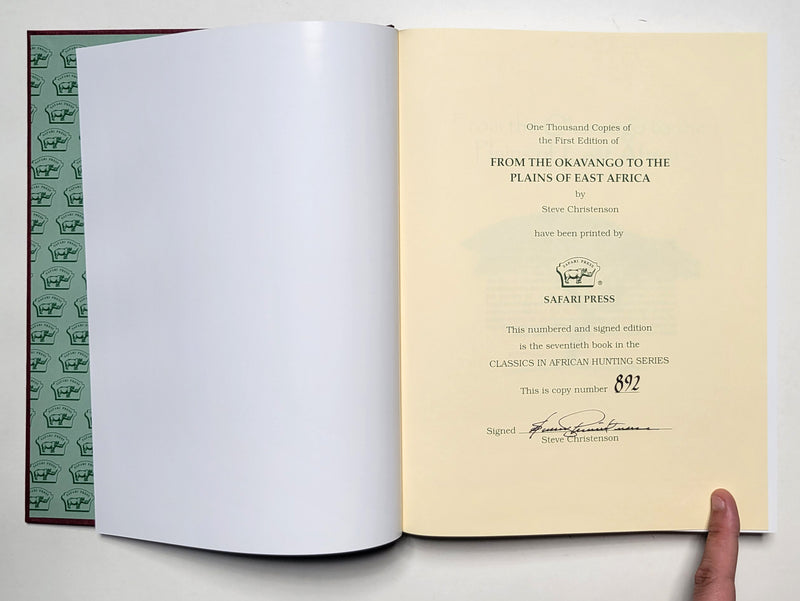 One Thousand Copies of
the First Edition of
FROM THE OKAVANGO TO THE
PLAINS OF EAST AFRICA
by
Steve Christenson
have been printed by
SAFARI PRESS
®
SAFARI PRESS
This numbered and signed edition
is the seventieth book in the
CLASSICS IN AFRICAN HUNTING SERIES
This is copy number 892
Signed
Steve Christenson